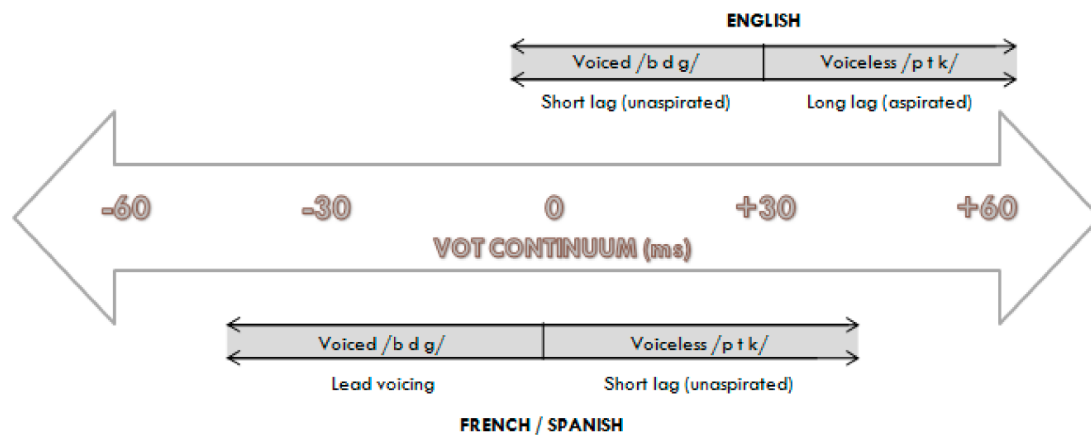 ENGLISH
Voiced /b d g/ Voiceless /p t k/
Short lag (unaspirated) Long lag (aspirated)
-60 -30 0 +30 +60
VOT CONTINUUM (ms)
Voiced /b d g/ Voiceless /p t k/
Lead voicing Short lag (unaspirated)
FRENCH / SPANISH